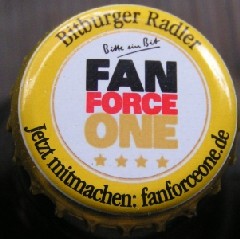 Bitburger Radler
Bitte ein Bit
FAN
FORCE
ONE
Jetzt mitmachen: fanforceone.de